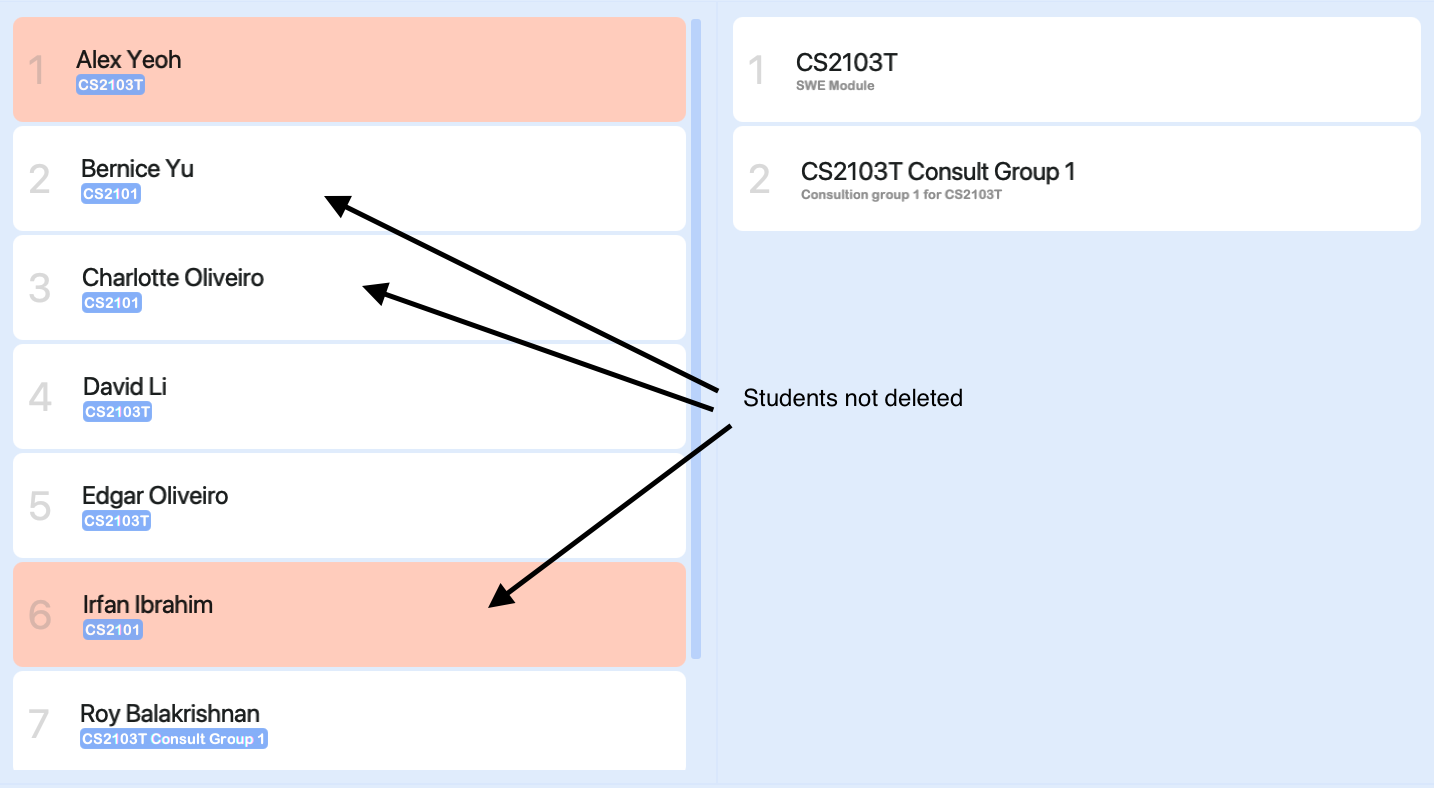 1
Alex Yeoh
CS2103T
2
Bernice Yu
CS2101
3
Charlotte Oliveiro
CS2101
4
David Li
CS2103T
5
Edgar Oliveiro
CS2103T
6
Irfan Ibrahim
CS2101
7
Roy Balakrishnan
CS2103T Consult Group 1
1
CS2103T
SWE Module
2
CS2103T Consult Group 1
Consultion group 1 for CS2103T
Students not deleted